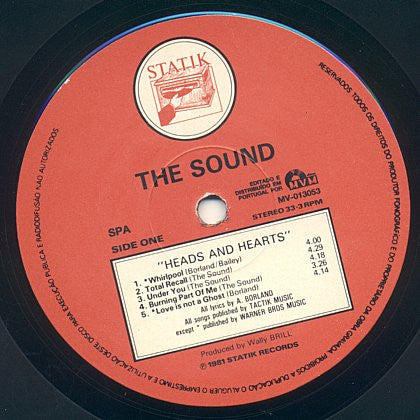 STATIK
THE SOUND
SPA
SIDE ONE
EDITADO E
DISTRIBUÍDO EM
PORTUGAL POR
MVM
MV-013053
STEREO 33⅓ RPM
"HEADS AND HEARTS"
1. *Whirlpool (Borland/Bailey) 4.00
2. Total Recall (The Sound) 4.29
3. Under You (The Sound) 4.18
4. Burning Part Of Me (The Sound) 3.26
5. *Love is not a Ghost (Borland) 4.14
All lyrics by A. BORLAND
All songs published by TACTIK MUSIC
except * published by WARNER BROS MUSIC
Produced by Wally BRILL
℗ 1981 STATIK RECORDS
RESERVADOS TODOS OS DIREITOS DO PRODUTOR FONOGRÁFICO E DO PROPRIETÁRIO DA OBRA GRAVADA PROIBIDOS A DUPLICAÇÃO O ALUGUER O EMPRÉSTIMO E A UTILIZAÇÃO DESTE DISCO PARA EXECUÇÃO PÚBLICA E RADIODIFUSÃO NÃO AUTORIZADOS